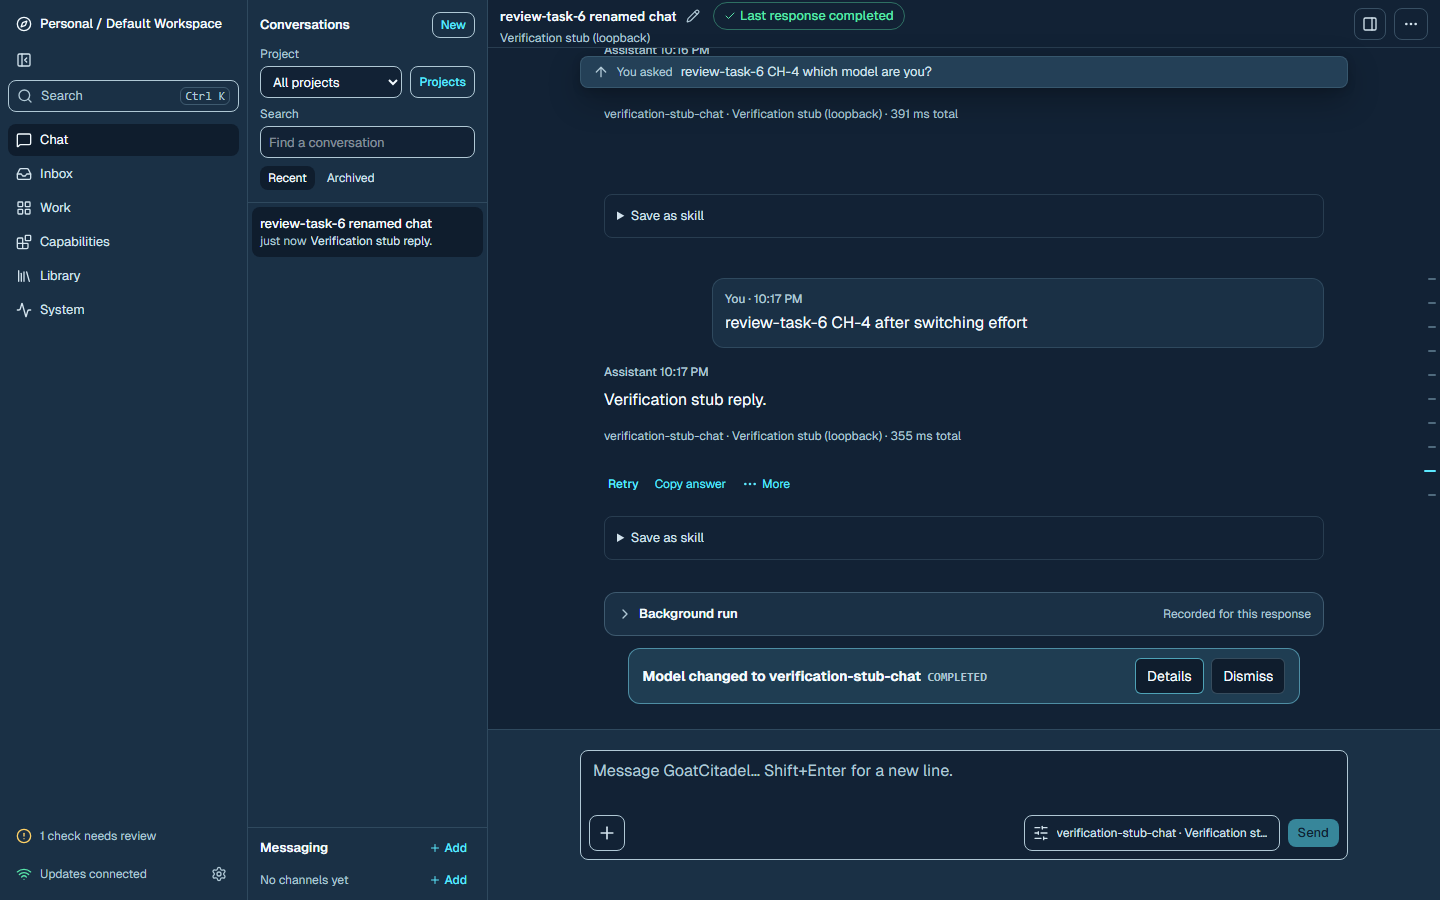 Personal / Default Workspace
Search
Ctrl K
Chat
Inbox
Work
Capabilities
Library
System
1 check needs review
Updates connected
Conversations
New
Project
All projects
Projects
Search
Find a conversation
Recent
Archived
review-task-6 renamed chat
just now Verification stub reply.
Messaging
+ Add
No channels yet
+ Add
review-task-6 renamed chat
Last response completed
Verification stub (loopback)
Assistant 10:16 PM
You asked review-task-6 CH-4 which model are you?
verification-stub-chat · Verification stub (loopback) · 391 ms total
Save as skill
You · 10:17 PM
review-task-6 CH-4 after switching effort
Assistant 10:17 PM
Verification stub reply.
verification-stub-chat · Verification stub (loopback) · 355 ms total
Retry
Copy answer
··· More
Save as skill
Background run
Recorded for this response
Model changed to verification-stub-chat COMPLETED
Details
Dismiss
Message GoatCitadel... Shift+Enter for a new line.
verification-stub-chat · Verification st...
Send